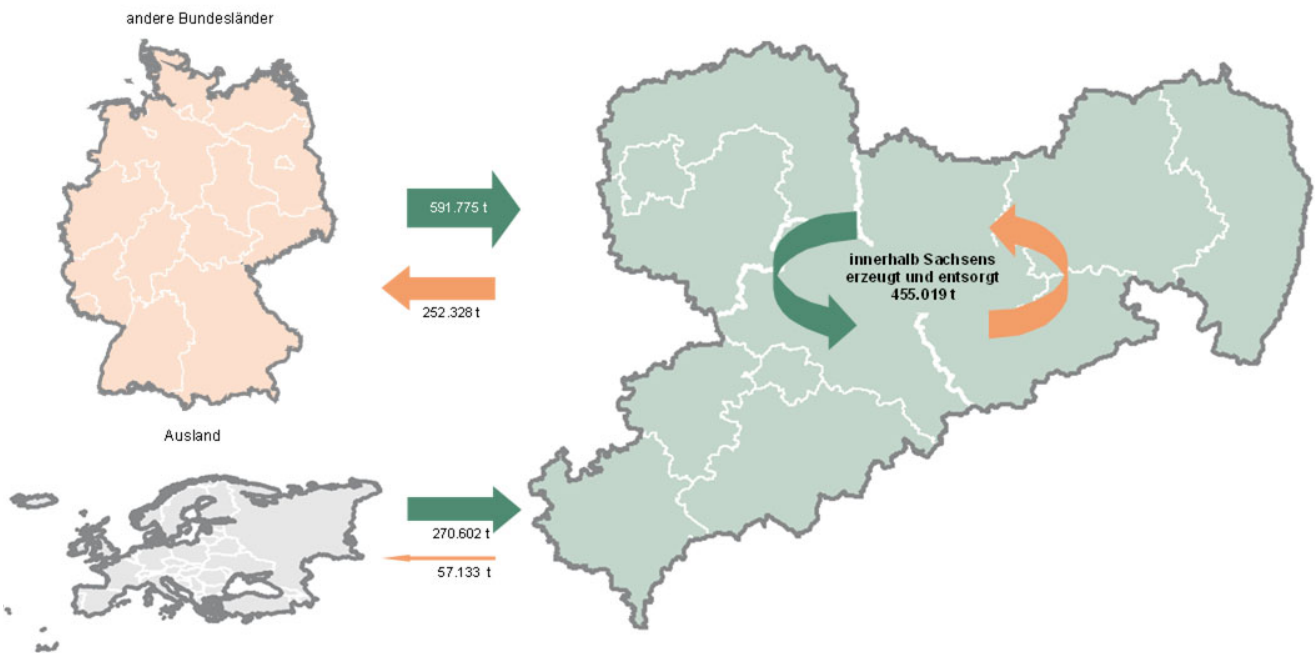 andere Bundesländer
591.775 t
252.328 t
innerhalb Sachsens
erzeugt und entsorgt
455.019 t
Ausland
270.602 t
57.133 t